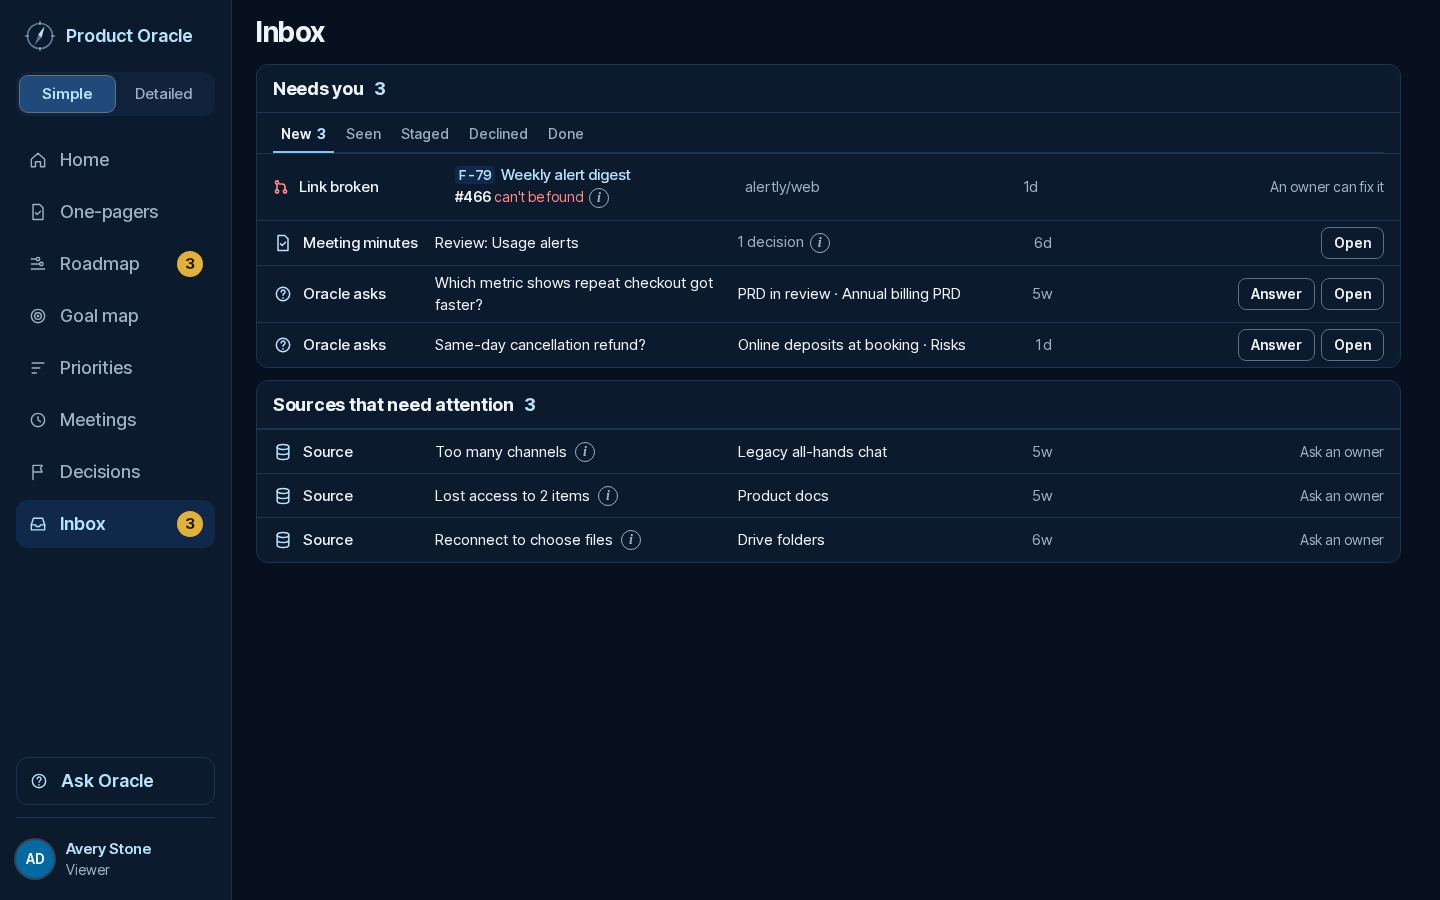 Product Oracle
Simple
Detailed
Home
One-pagers
Roadmap 3
Goal map
Priorities
Meetings
Decisions
Inbox 3
Ask Oracle
AD
Avery Stone
Viewer
Inbox
Needs you 3
New 3 Seen Staged Declined Done
Link broken
F-79 Weekly alert digest
#466 can't be found i
alertly/web
1d
An owner can fix it
Meeting minutes
Review: Usage alerts
1 decision i
6d
Open
Oracle asks
Which metric shows repeat checkout got
faster?
PRD in review · Annual billing PRD
5w
Answer
Open
Oracle asks
Same-day cancellation refund?
Online deposits at booking · Risks
1d
Answer
Open
Sources that need attention 3
Source
Too many channels i
Legacy all-hands chat
5w
Ask an owner
Source
Lost access to 2 items i
Product docs
5w
Ask an owner
Source
Reconnect to choose files i
Drive folders
6w
Ask an owner